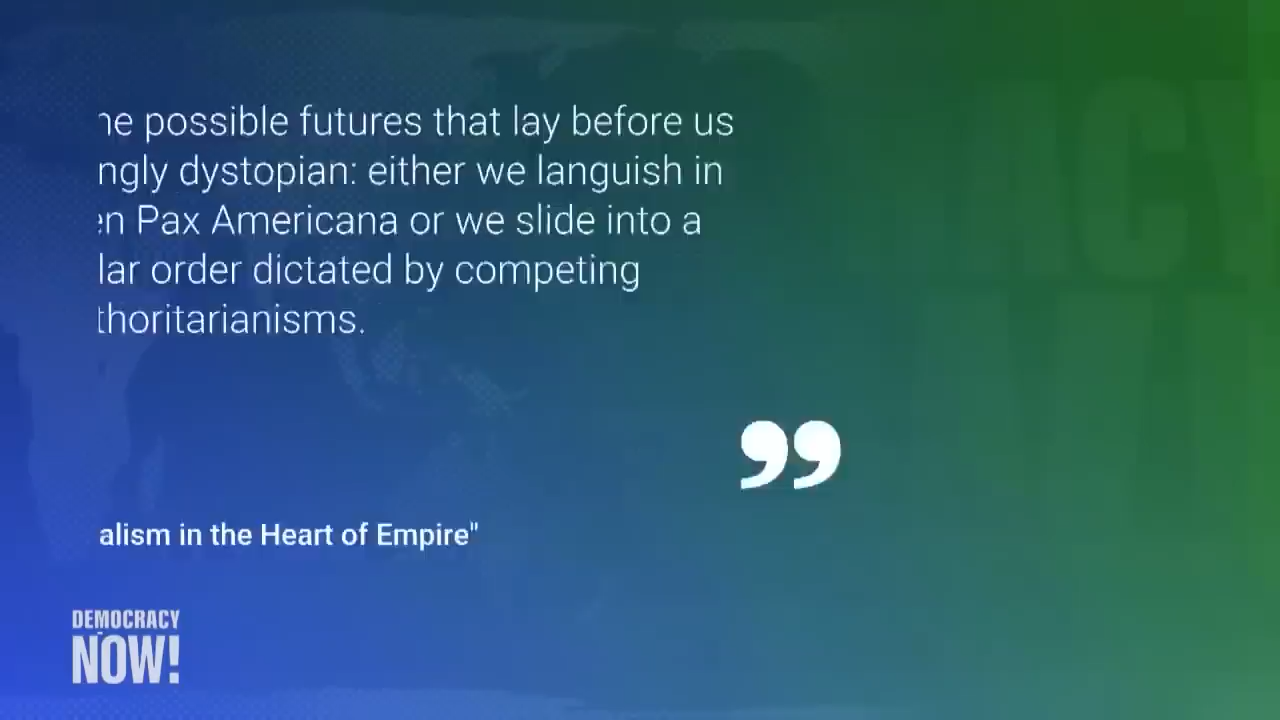 he possible futures that lay before us
ngly dystopian: either we languish in
en Pax Americana or we slide into a
lar order dictated by competing
thoritarianisms.
”
alism in the Heart of Empire"
DEMOCRACY
NOW!